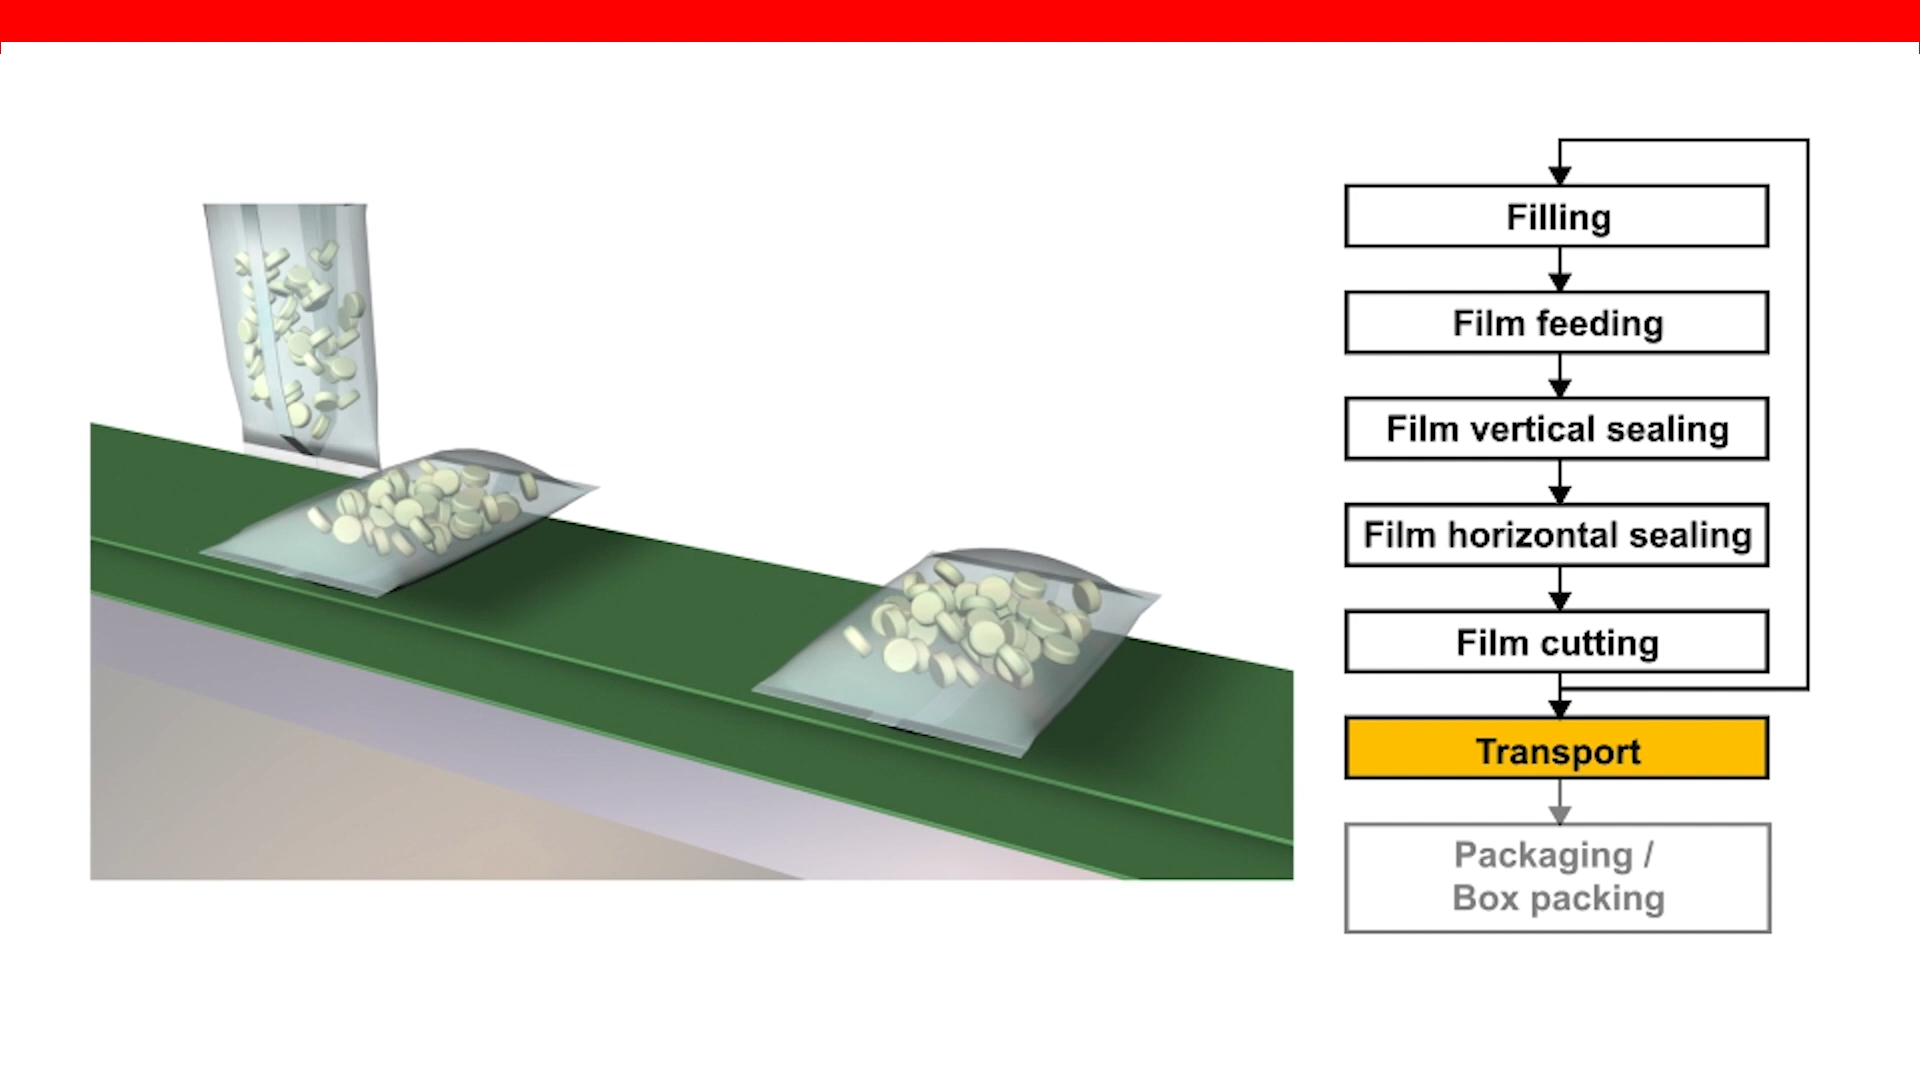 Filling
Film feeding
Film vertical sealing
Film horizontal sealing
Film cutting
Transport
Packaging /
Box packing